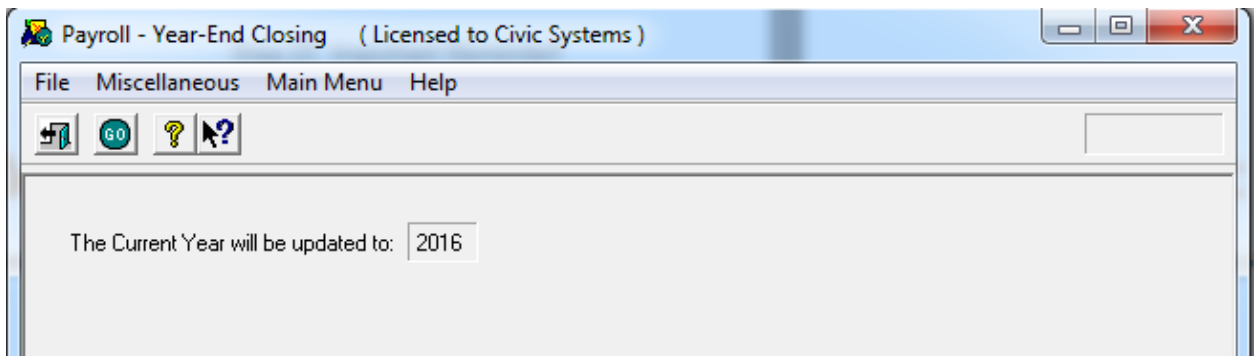 Payroll - Year-End Closing ( Licensed to Civic Systems )
File Miscellaneous Main Menu Help
GO ? ?
The Current Year will be updated to: 2016